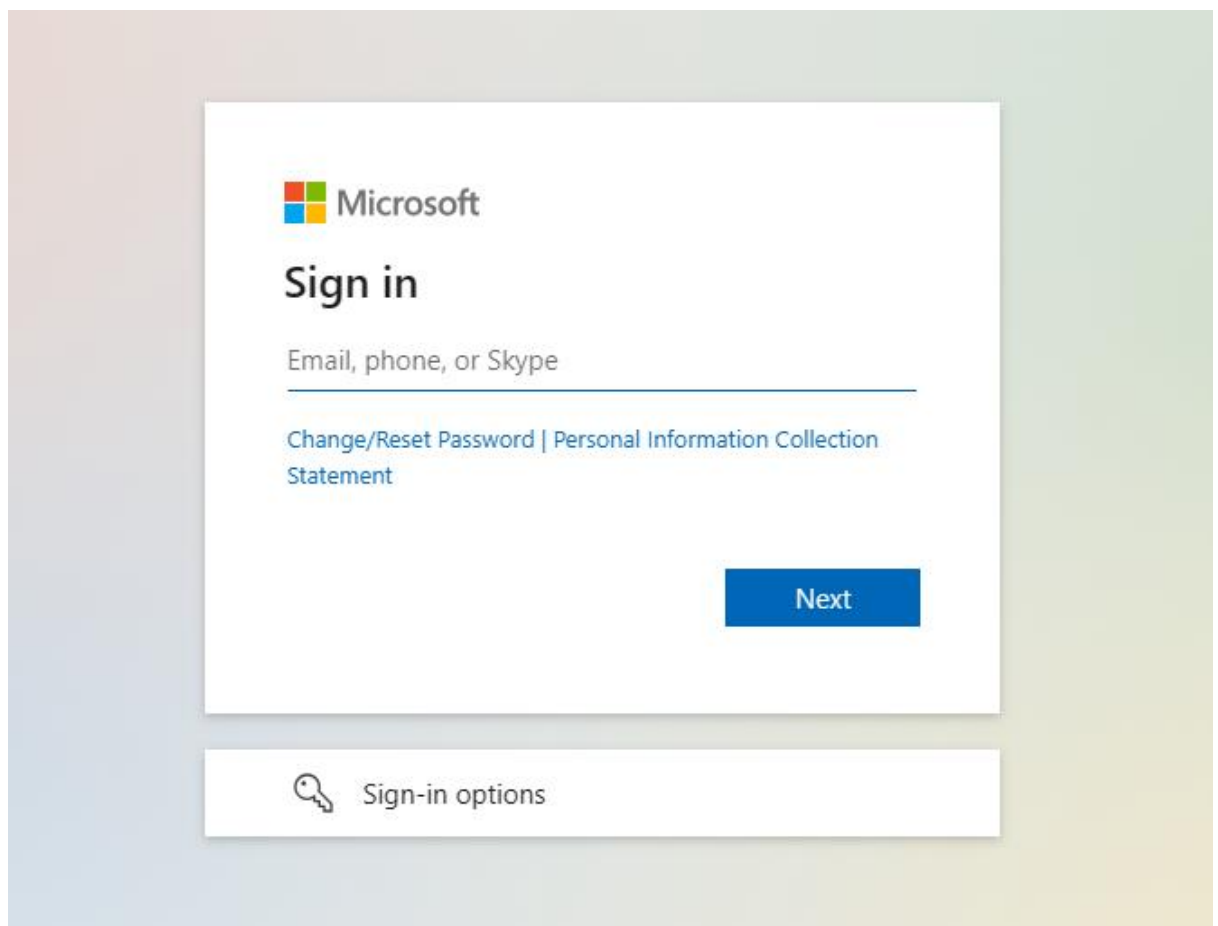 Microsoft
Sign in
Email, phone, or Skype
Change/Reset Password | Personal Information Collection
Statement
Next
Sign-in options